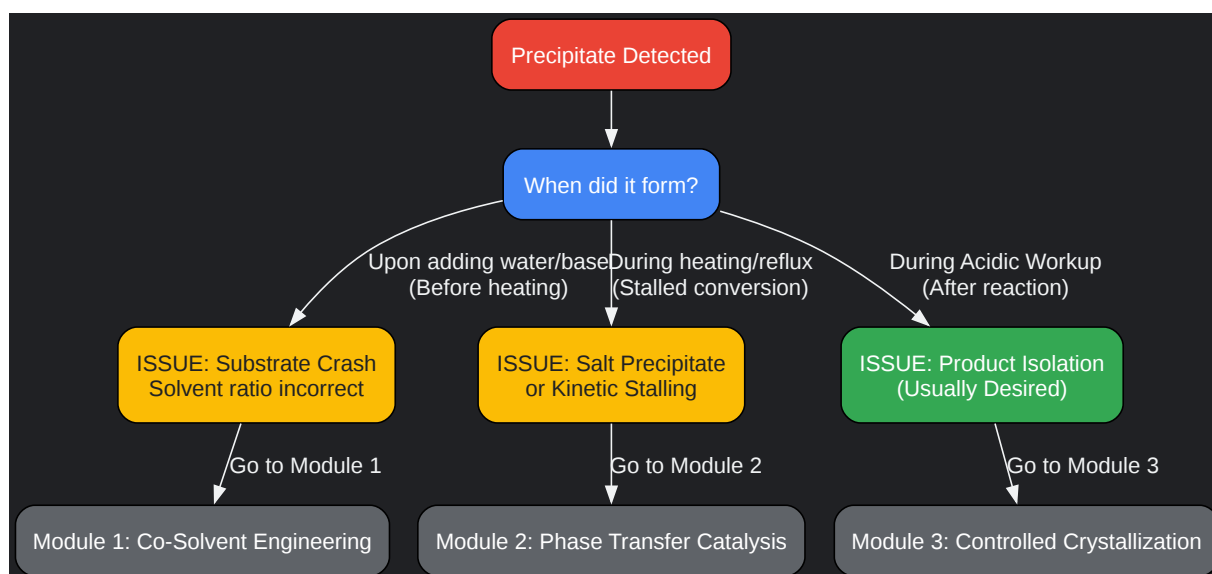 Precipitate Detected
When did it form?
Upon adding water/base
(Before heating)
During heating/reflux
(Stalled conversion)
During Acidic Workup
(After reaction)
ISSUE: Substrate Crash
Solvent ratio incorrect
ISSUE: Salt Precipitate
or Kinetic Stalling
ISSUE: Product Isolation
(Usually Desired)
Go to Module 1
Go to Module 2
Go to Module 3
Module 1: Co-Solvent Engineering
Module 2: Phase Transfer Catalysis
Module 3: Controlled Crystallization